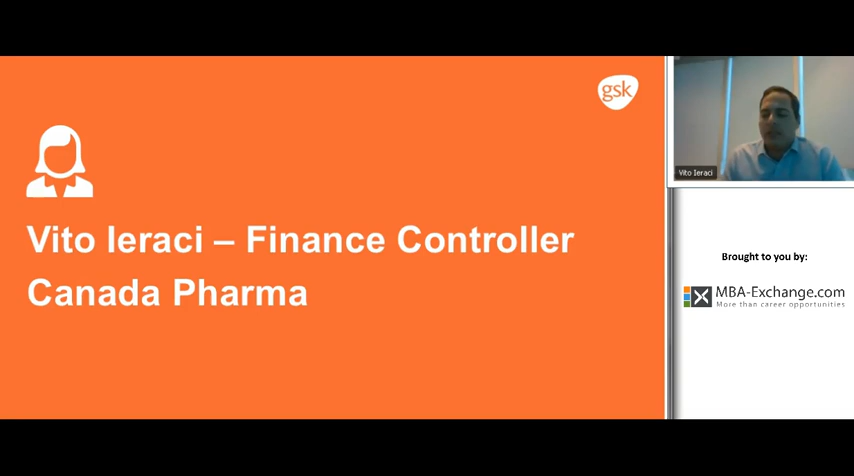 gsk
Vito Ieraci – Finance Controller
Canada Pharma
Vito Ieraci
Brought to you by:
MBA-Exchange.com
More than career opportunities